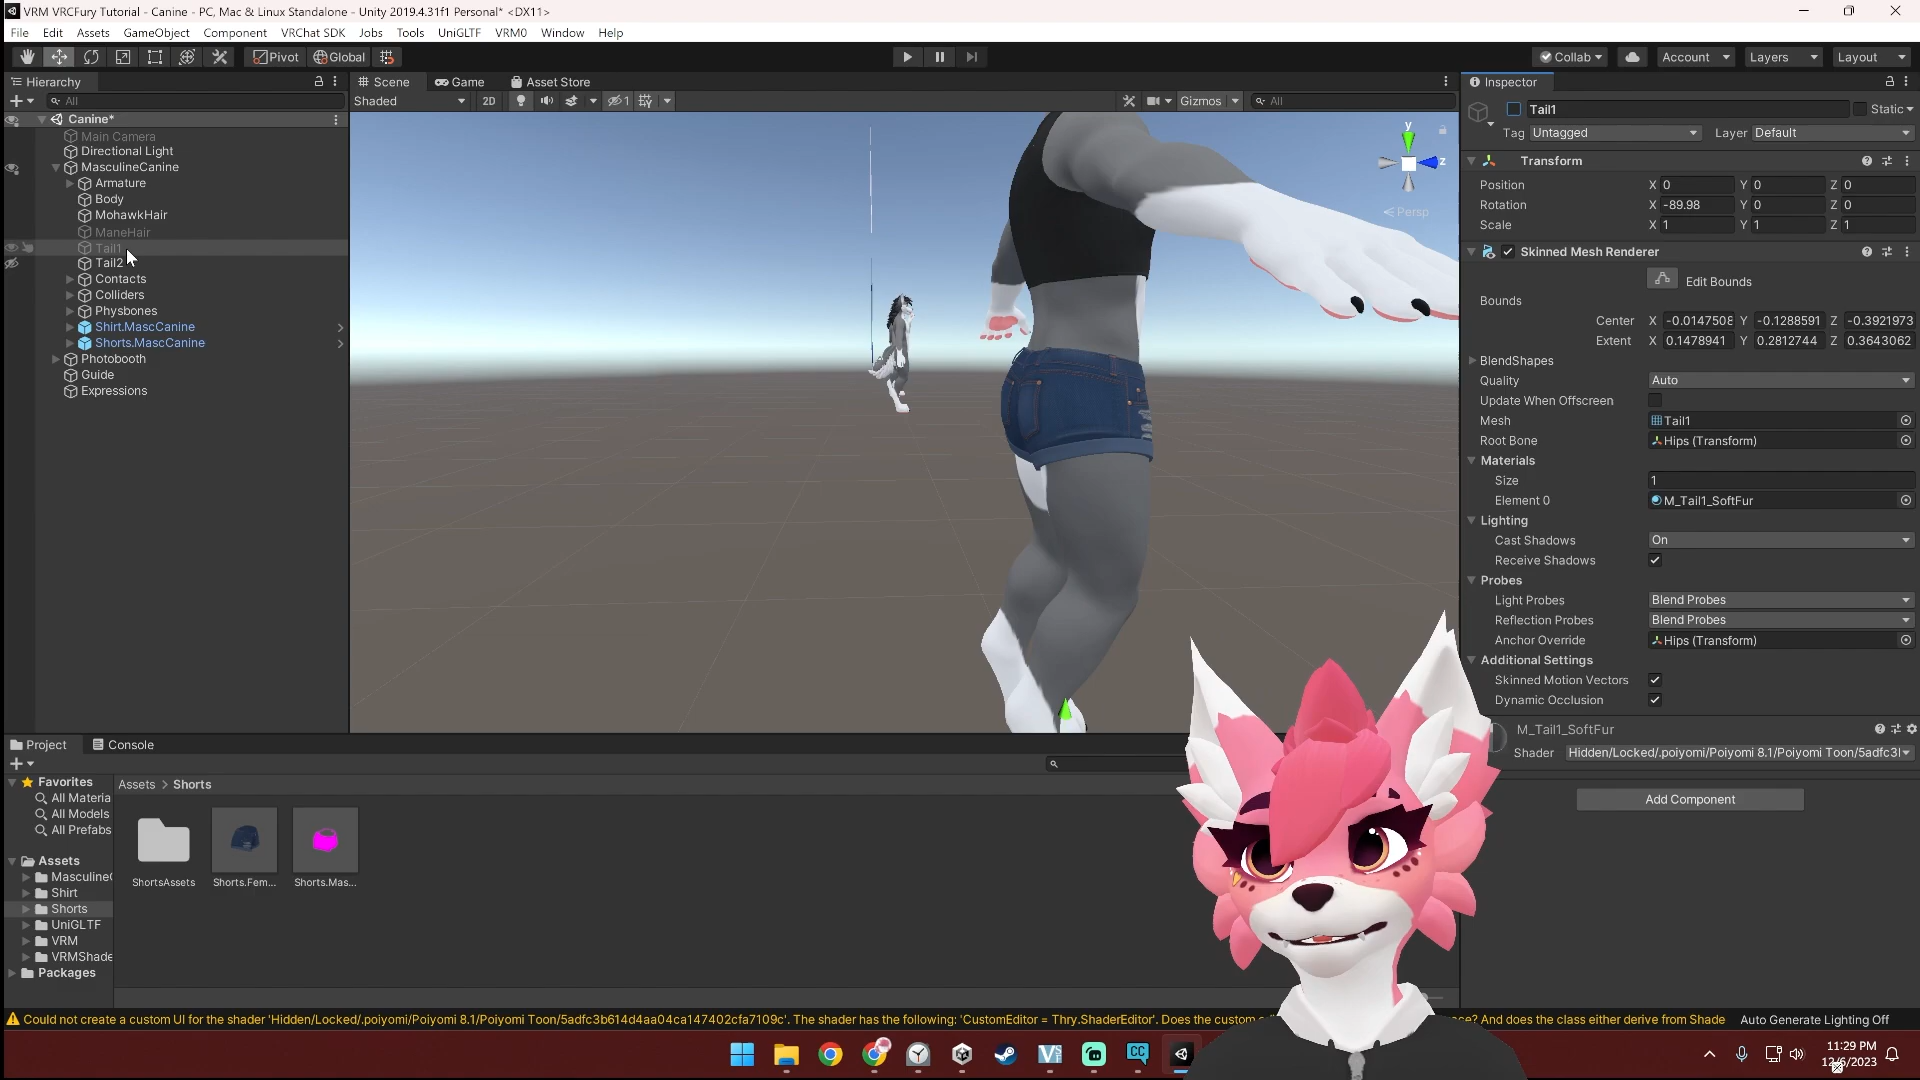 VRM VRCFury Tutorial - Canine - PC, Mac & Linux Standalone - Unity 2019.4.31f1 Personal* <DX11>
File Edit Assets GameObject Component VRChat SDK Jobs Tools UniGLTF VRM0 Window Help
Pivot Global Collab Account Layers Layout
Hierarchy
All
Canine*
Main Camera
Directional Light
MasculineCanine
Armature
Body
MohawkHair
ManeHair
Tail1
Tail2
Contacts
Colliders
Physbones
Shirt.MascCanine
Shorts.MascCanine
Photobooth
Guide
Expressions
Scene Game Asset Store
Shaded 2D 1 Gizmos All
y
z
Persp
Inspector
Tail1 Static
Tag Untagged Layer Default
Transform
Position X 0 Y 0 Z 0
Rotation X -89.98 Y 0 Z 0
Scale X 1 Y 1 Z 1
Skinned Mesh Renderer
Edit Bounds
Bounds
Center X -0.0147508 Y -0.1288591 Z -0.3921973
Extent X 0.1478941 Y 0.2812744 Z 0.3643062
BlendShapes
Quality Auto
Update When Offscreen
Mesh Tail1
Root Bone Hips (Transform)
Materials
Size 1
Element 0 M_Tail1_SoftFur
Lighting
Cast Shadows On
Receive Shadows
Probes
Light Probes Blend Probes
Reflection Probes Blend Probes
Anchor Override Hips (Transform)
Additional Settings
Skinned Motion Vectors
Dynamic Occlusion
M_Tail1_SoftFur
Shader Hidden/Locked/.poiyomi/Poiyomi 8.1/Poiyomi Toon/5adfc3
Add Component
Project Console
Favorites
All Materia
All Models
All Prefabs
Assets
Masculine
Shirt
Shorts
UniGLTF
VRM
VRMShade
Packages
Assets > Shorts
ShortsAssets Shorts.Fem... Shorts.Mas...
Could not create a custom UI for the shader 'Hidden/Locked/.poiyomi/Poiyomi 8.1/Poiyomi Toon/5adfc3b614d4aa04ca147402cfa7109c'. The shader has the following: 'CustomEditor = Thry.ShaderEditor'. Does the custom ? And does the class either derive from Shade Auto Generate Lighting Off
CC
11:29 PM
12/6/2023